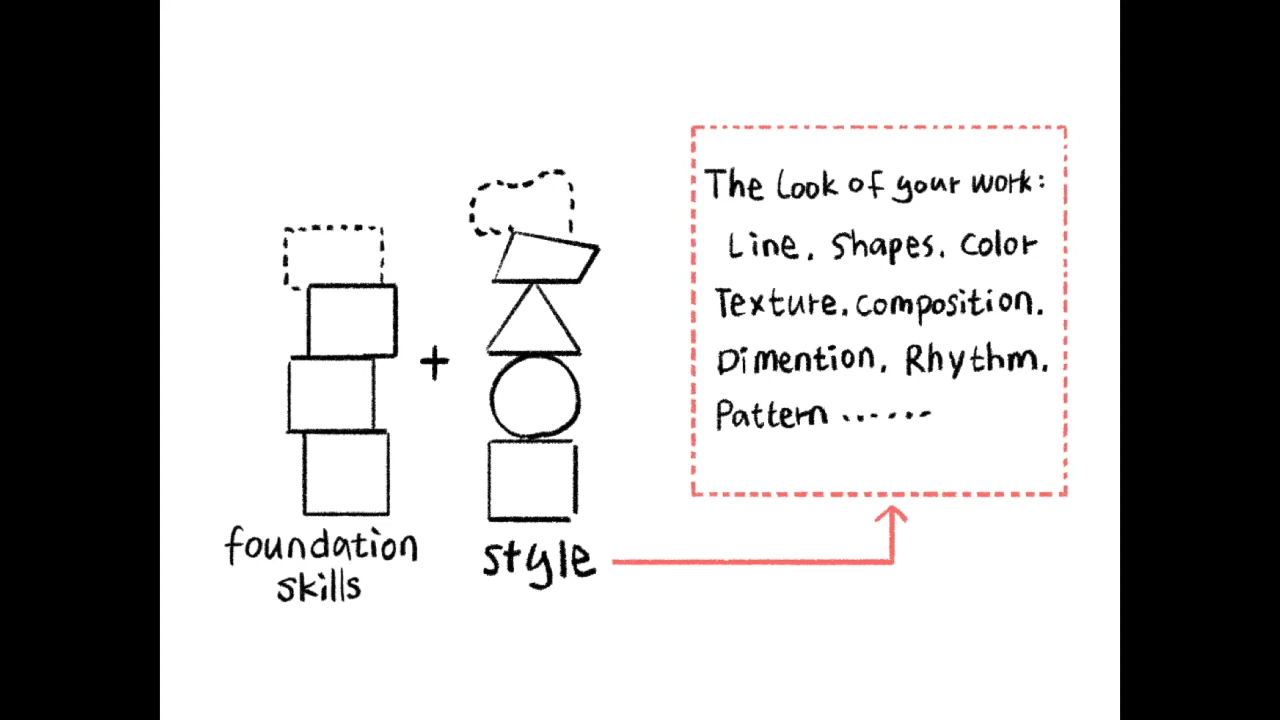 The look of your work:
Line. Shapes. Color
Texture. composition.
Dimention. Rhythm.
Pattern ......
+
foundation
skills
style